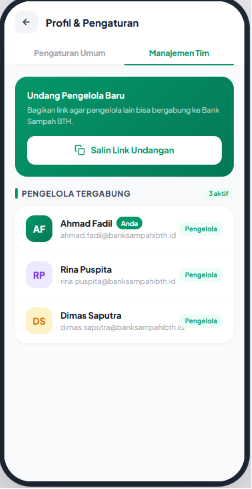 Profil & Pengaturan
Pengaturan Umum
Manajemen Tim
Undang Pengelola Baru
Bagikan link agar pengelola lain bisa bergabung ke Bank
Sampah BTH.
Salin Link Undangan
PENGELOLA TERGABUNG
3 aktif
AF
Ahmad Fadil
Anda
ahmad.fadil@banksampahbth.id
Pengelola
RP
Rina Puspita
rina.puspita@banksampahbth.id
Pengelola
DS
Dimas Saputra
dimas.saputra@banksampahbth.id
Pengelola